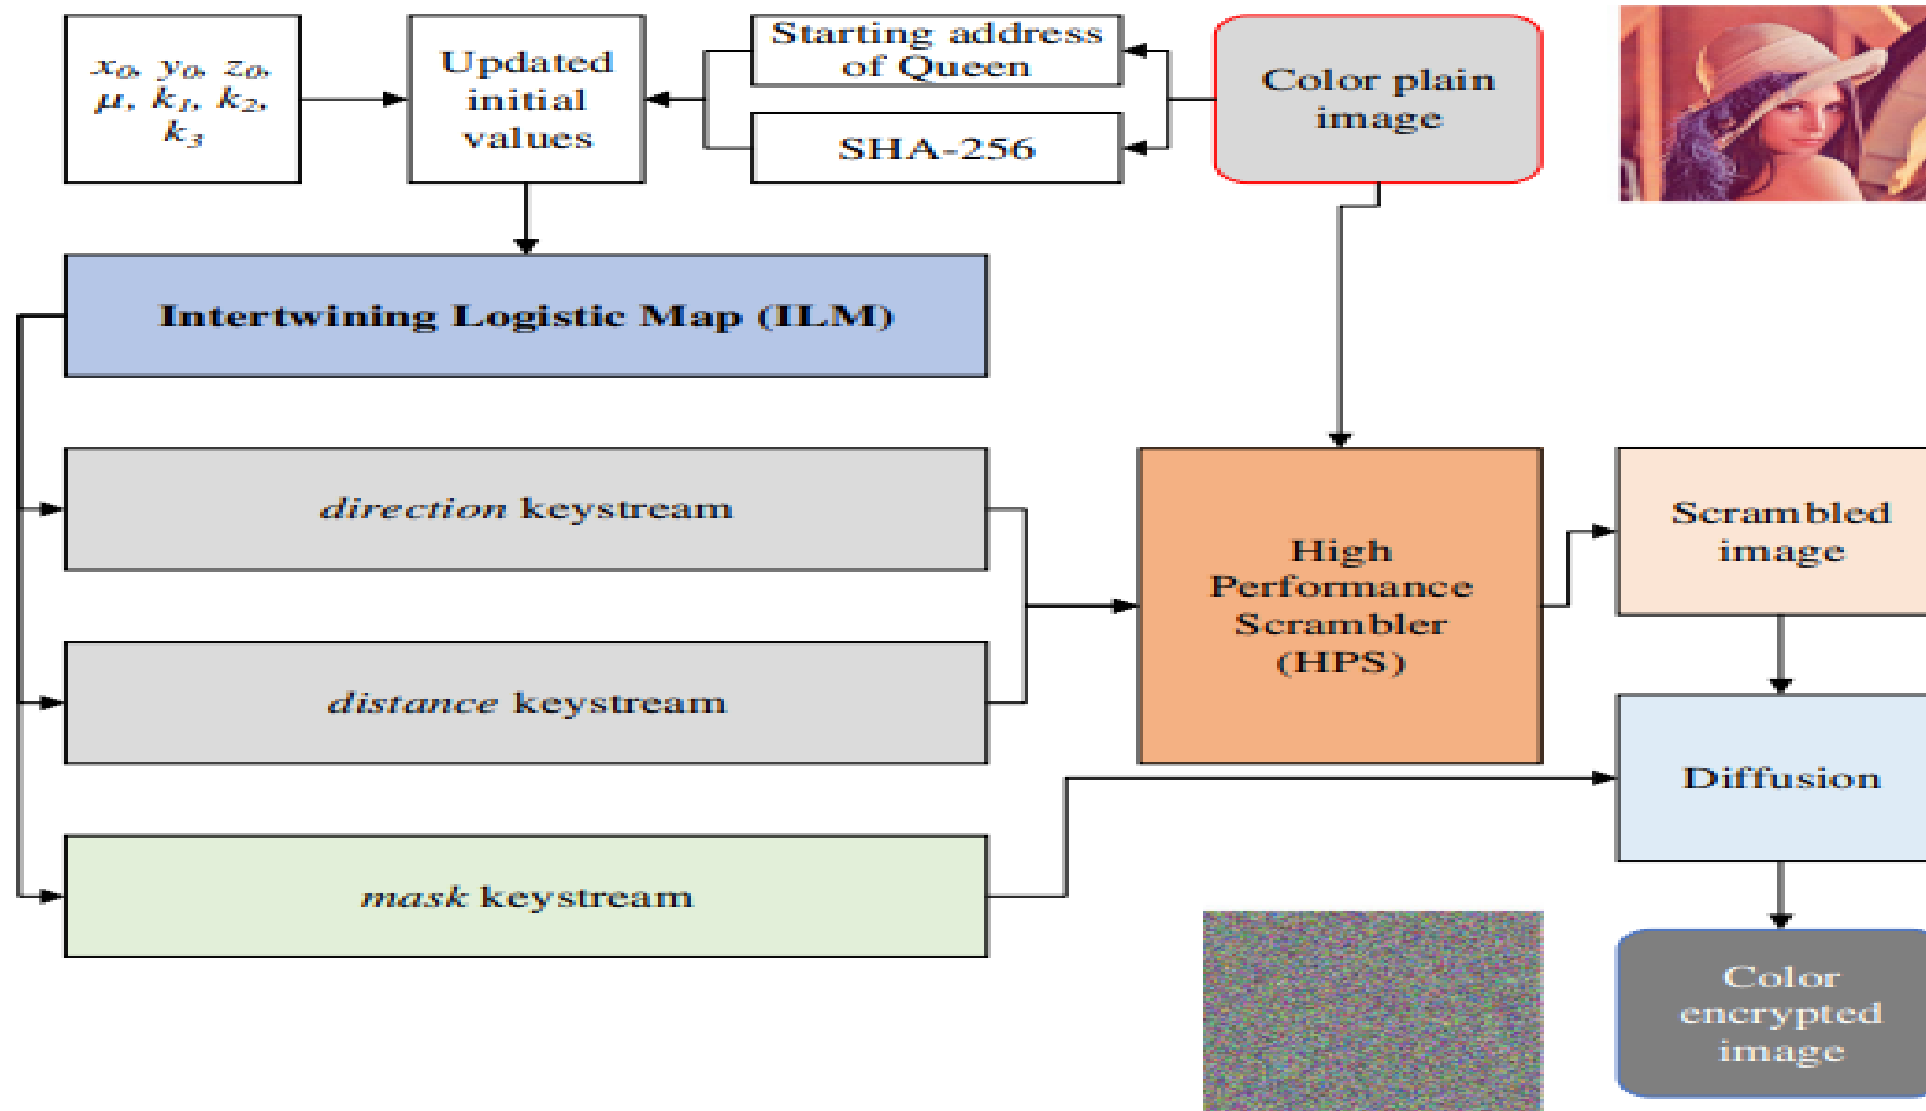 x₀, y₀, z₀,
μ, k₁, k₂,
k₃
Updated
initial
values
Starting address
of Queen
SHA-256
Color plain
image
Intertwining Logistic Map (ILM)
direction keystream
distance keystream
mask keystream
High
Performance
Scrambler
(HPS)
Scrambled
image
Diffusion
Color
encrypted
image